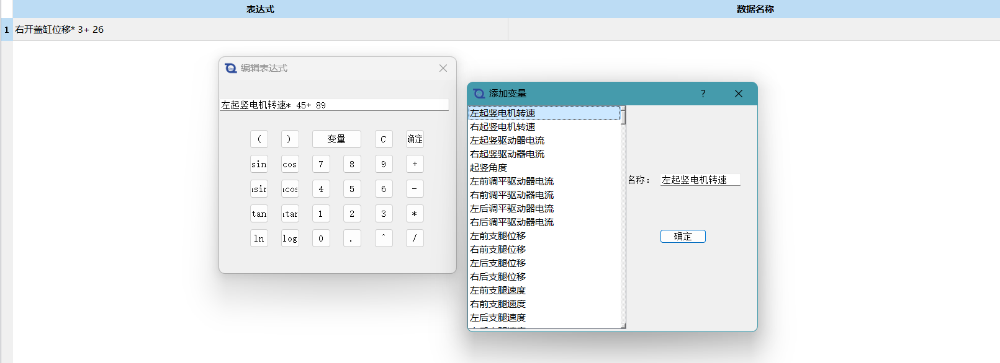 表达式 数据名称
1 右开盖缸位移* 3+ 26
编辑表达式
左起竖电机转速* 45+ 89
( ) 变量 C 确定
sin cos 7 8 9 +
asin acos 4 5 6 -
tan atan 1 2 3 *
ln log 0 . ^ /
添加变量 ?
左起竖电机转速
右起竖电机转速
左起竖驱动器电流
右起竖驱动器电流
起竖角度
左前调平驱动器电流
右前调平驱动器电流
左后调平驱动器电流
右后调平驱动器电流
左前支腿位移
右前支腿位移
左后支腿位移
右后支腿位移
左前支腿速度
右前支腿速度
左后支腿速度
右后支腿速度
名称： 左起竖电机转速
确定